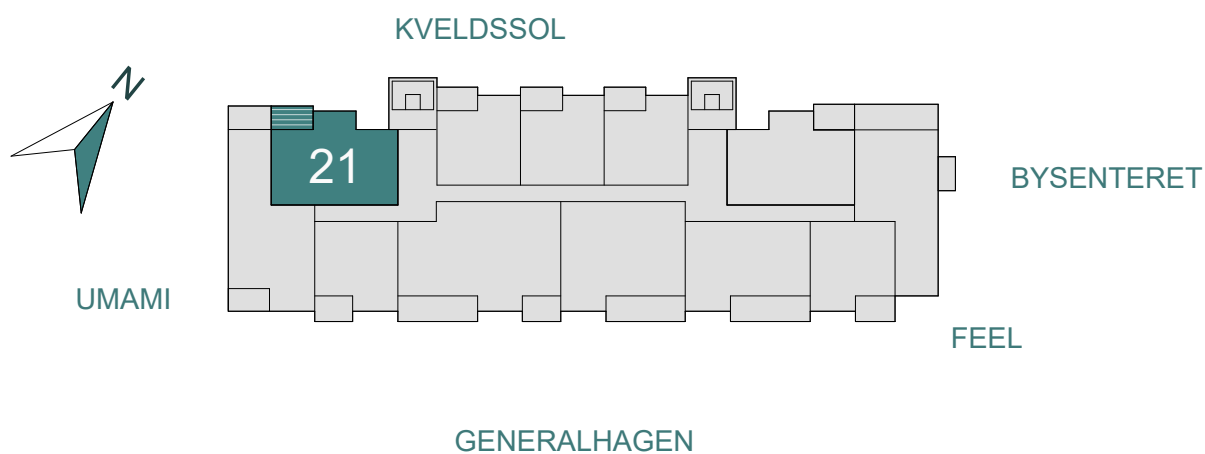 KVELDSSOL
N
21
BYSENTERET
UMAMI
FEEL
GENERALHAGEN